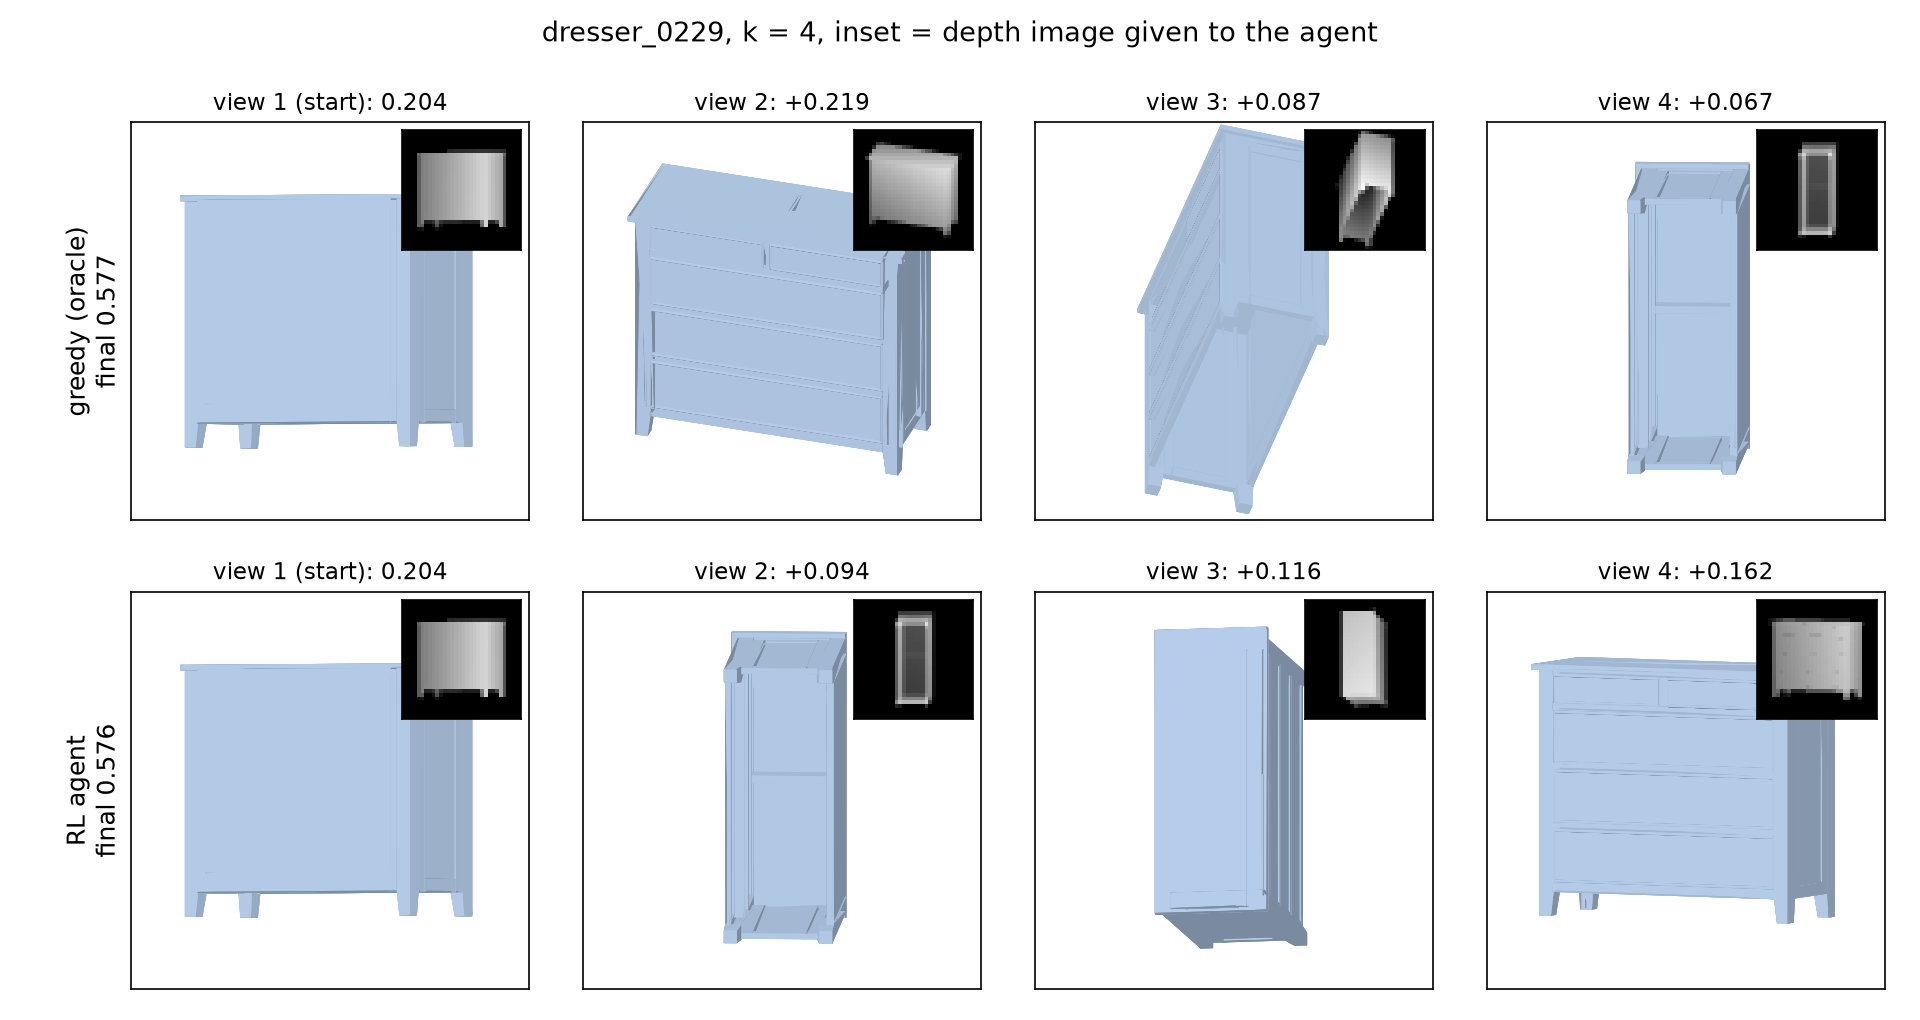 dresser_0229, k = 4, inset = depth image given to the agent
view 1 (start): 0.204
view 2: +0.219
view 3: +0.087
view 4: +0.067
greedy (oracle)
final 0.577
view 1 (start): 0.204
view 2: +0.094
view 3: +0.116
view 4: +0.162
RL agent
final 0.576